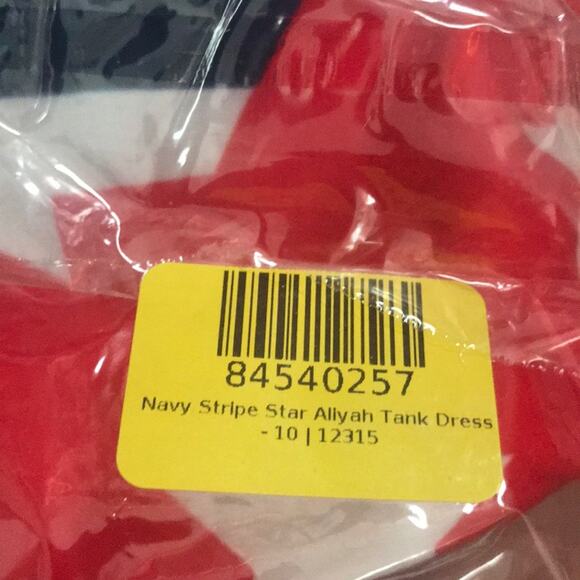 84540257
Navy Stripe Star Aliyah Tank Dress
- 10 | 12315